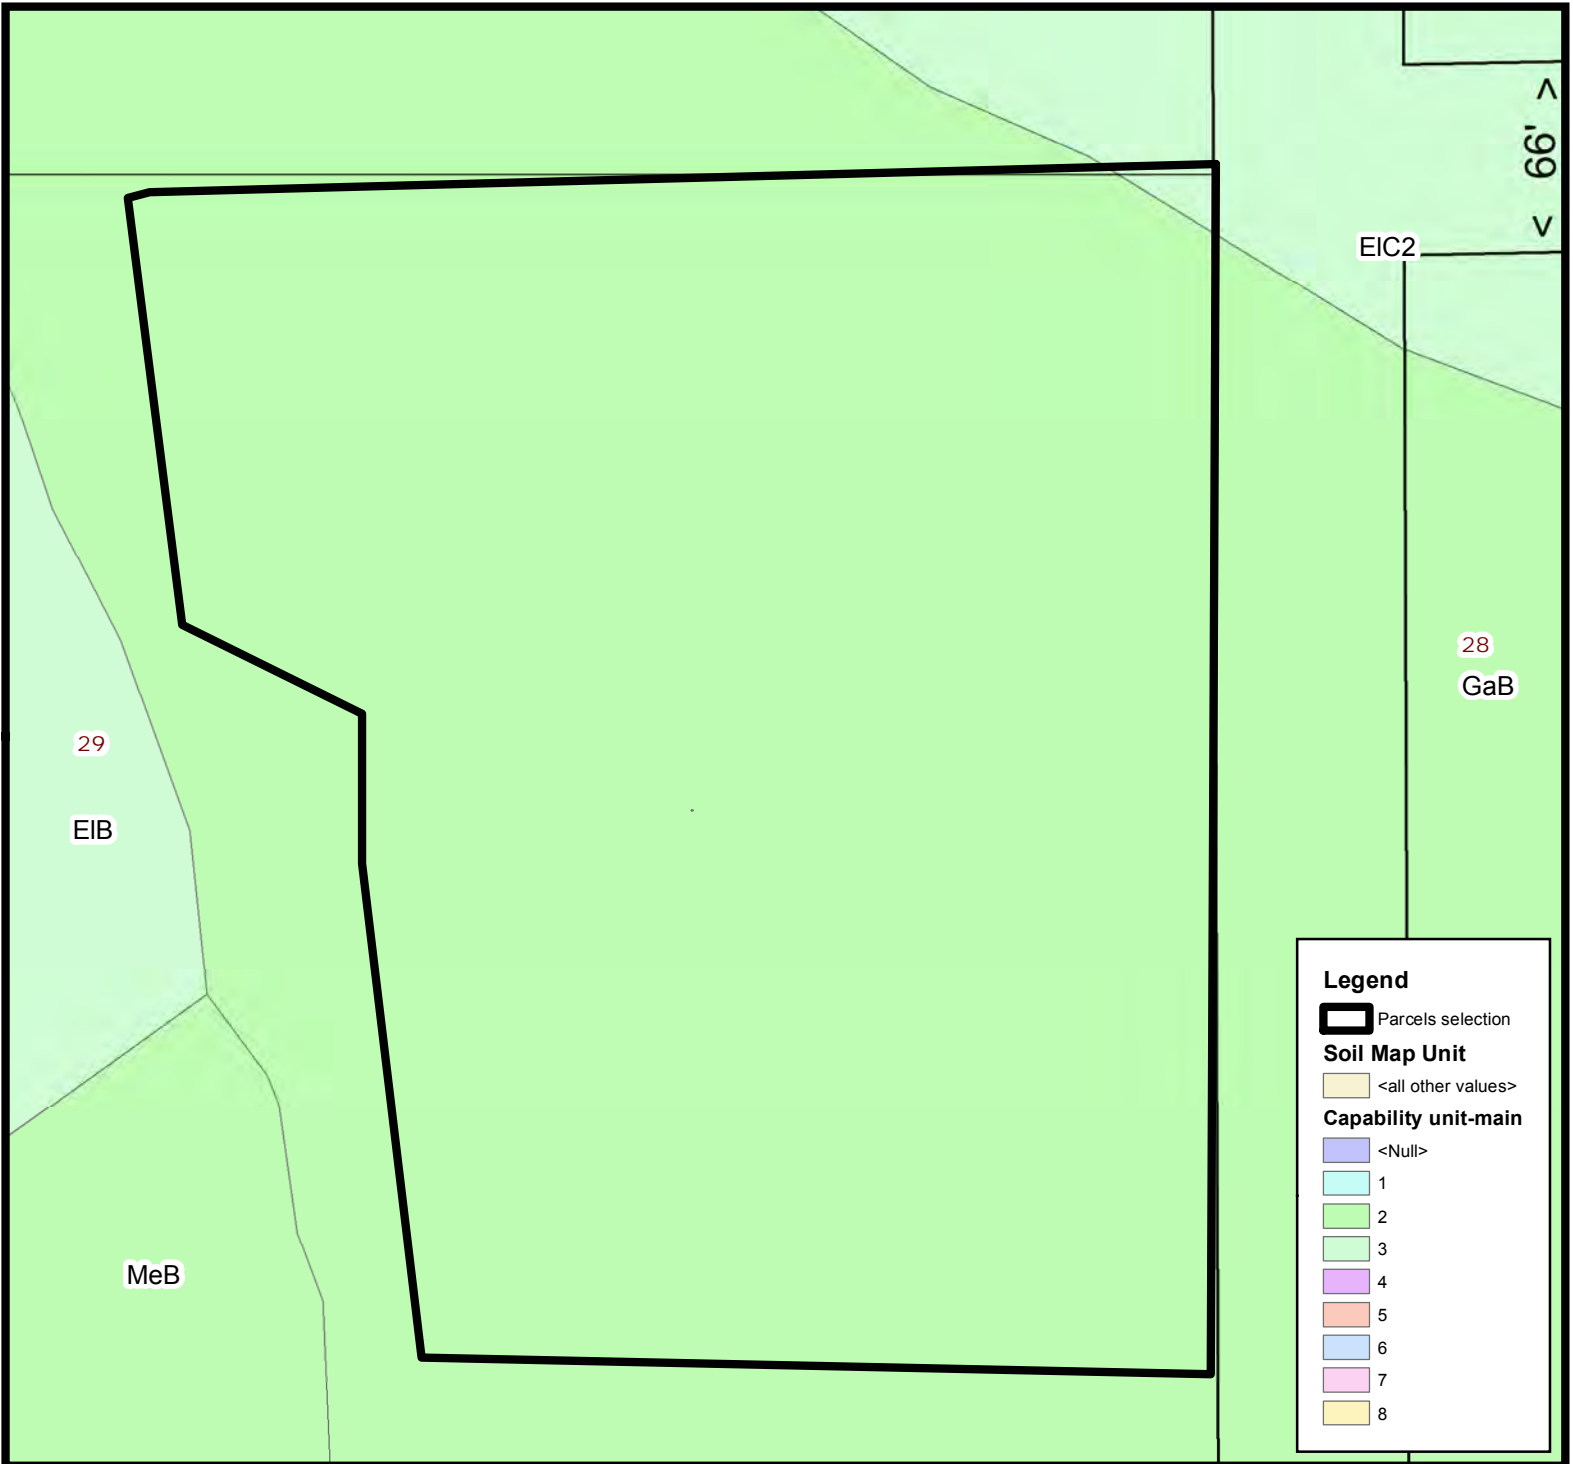 < 66' >
ElC2
28
GaB
29
ElB
MeB
Legend
Parcels selection
Soil Map Unit
<all other values>
Capability unit-main
<Null>
1
2
3
4
5
6
7
8